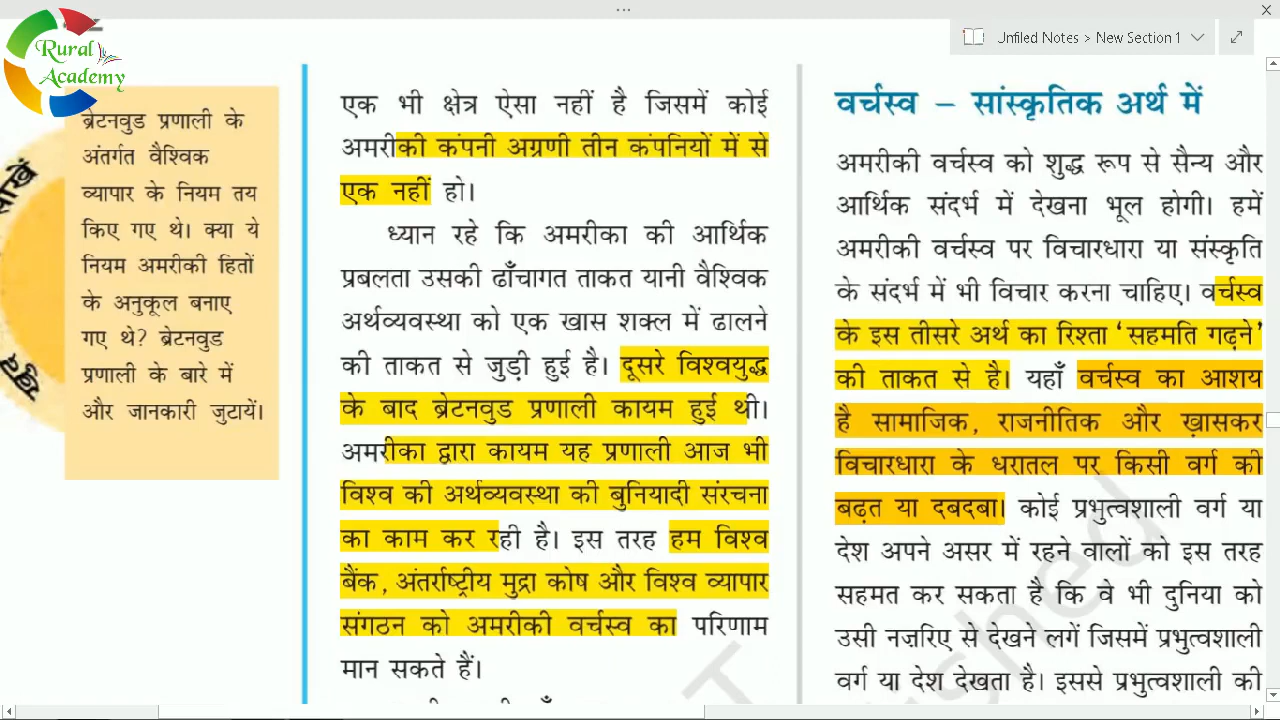 Unfiled Notes > New Section 1
Rural
Academy
ब्रेटनवुड प्रणाली के
अंतर्गत वैश्विक
व्यापार के नियम तय
किए गए थे। क्या ये
नियम अमरीकी हितों
के अनुकूल बनाए
गए थे? ब्रेटनवुड
प्रणाली के बारे में
और जानकारी जुटायें।
एक भी क्षेत्र ऐसा नहीं है जिसमें कोई
अमरीकी कंपनी अग्रणी तीन कंपनियों में से
एक नहीं हो।
ध्यान रहे कि अमरीका की आर्थिक
प्रबलता उसकी ढाँचागत ताकत यानी वैश्विक
अर्थव्यवस्था को एक खास शक्ल में ढालने
की ताकत से जुड़ी हुई है। दूसरे विश्वयुद्ध
के बाद ब्रेटनवुड प्रणाली कायम हुई थी।
अमरीका द्वारा कायम यह प्रणाली आज भी
विश्व की अर्थव्यवस्था की बुनियादी संरचना
का काम कर रही है। इस तरह हम विश्व
बैंक, अंतर्राष्ट्रीय मुद्रा कोष और विश्व व्यापार
संगठन को अमरीकी वर्चस्व का परिणाम
मान सकते हैं।
वर्चस्व – सांस्कृतिक अर्थ में
अमरीकी वर्चस्व को शुद्ध रूप से सैन्य और
आर्थिक संदर्भ में देखना भूल होगी। हमें
अमरीकी वर्चस्व पर विचारधारा या संस्कृति
के संदर्भ में भी विचार करना चाहिए। वर्चस्व
के इस तीसरे अर्थ का रिश्ता ‘सहमति गढ़ने’
की ताकत से है। यहाँ वर्चस्व का आशय
है सामाजिक, राजनीतिक और ख़ासकर
विचारधारा के धरातल पर किसी वर्ग की
बढ़त या दबदबा। कोई प्रभुत्वशाली वर्ग या
देश अपने असर में रहने वालों को इस तरह
सहमत कर सकता है कि वे भी दुनिया को
उसी नज़रिए से देखने लगें जिसमें प्रभुत्वशाली
वर्ग या देश देखता है। इससे प्रभुत्वशाली की